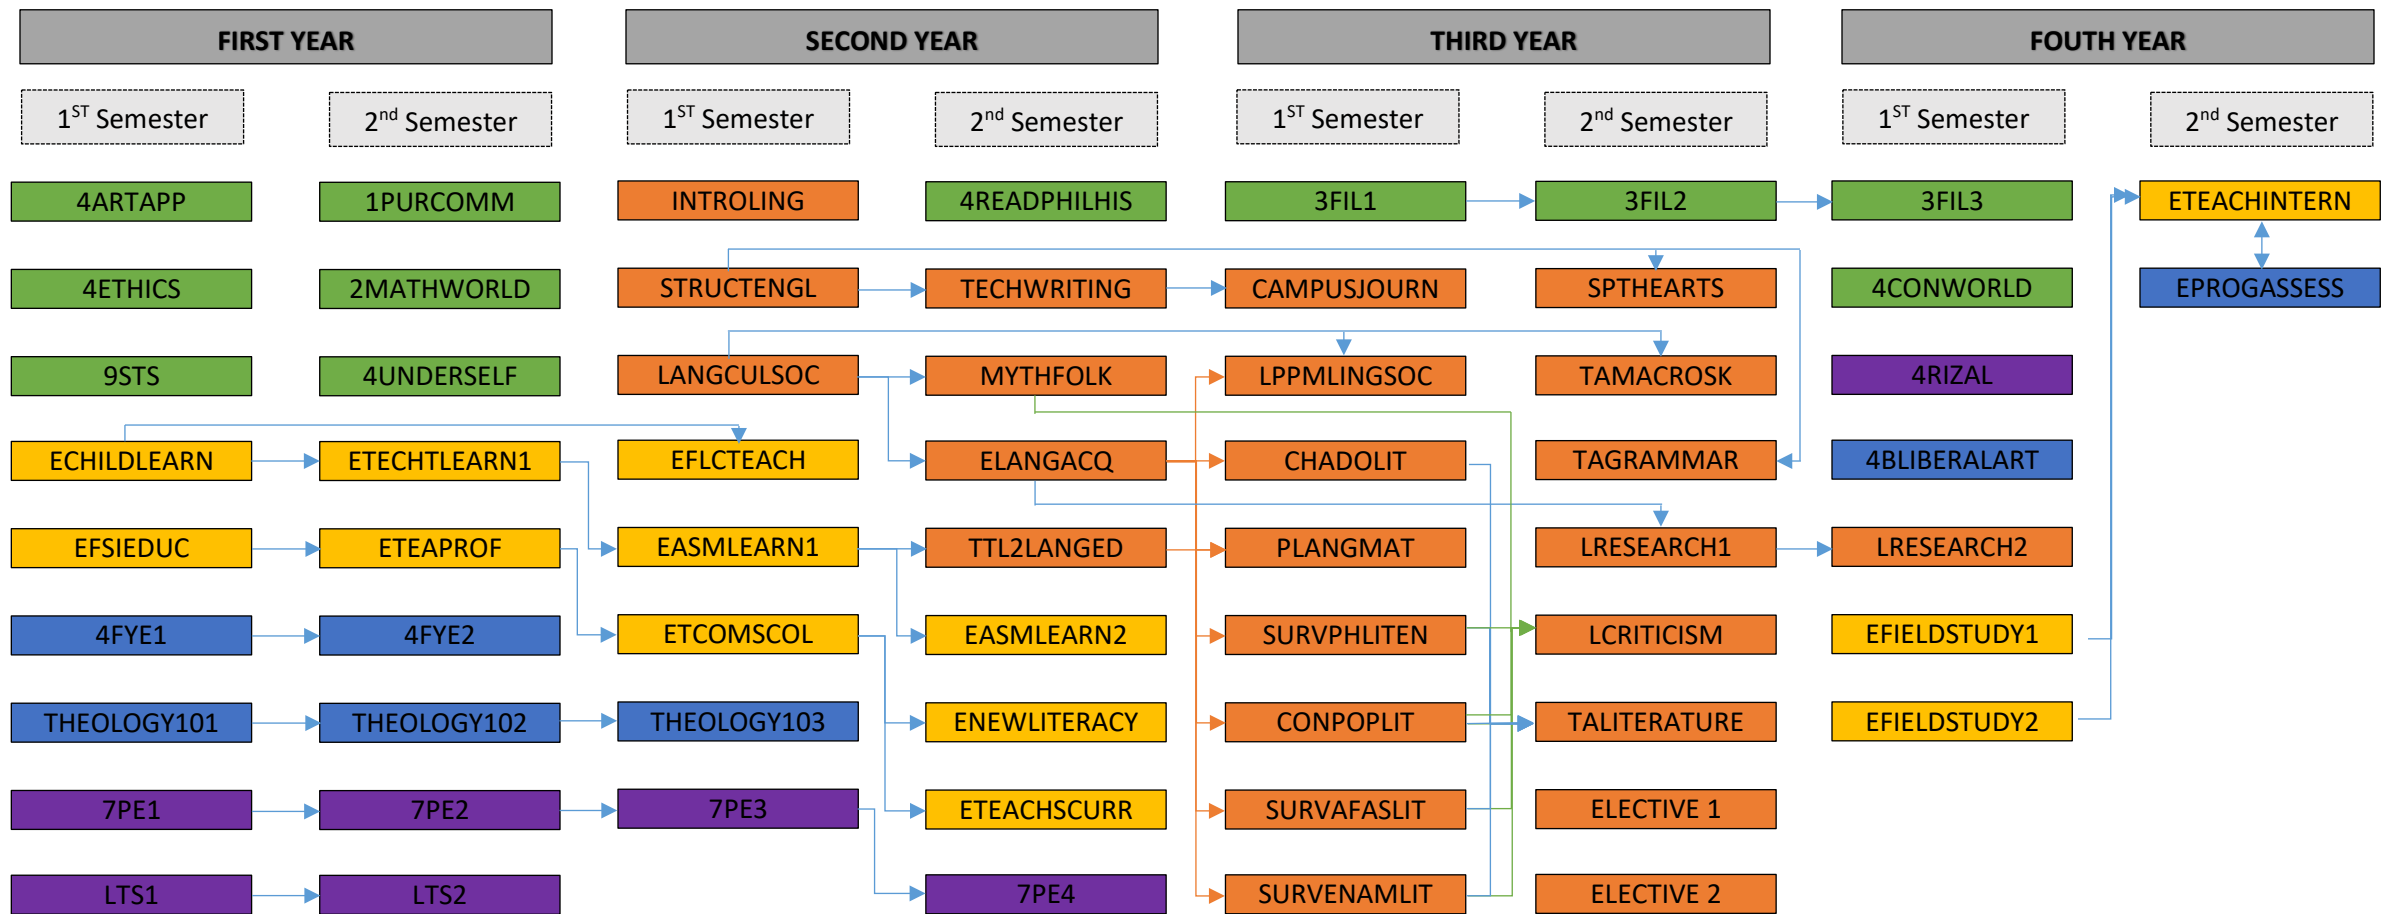 FIRST YEAR
SECOND YEAR
THIRD YEAR
FOUTH YEAR
1ST Semester
2nd Semester
1ST Semester
2nd Semester
1ST Semester
2nd Semester
1ST Semester
2nd Semester
4ARTAPP
1PURCOMM
INTROLING
4READPHILHIS
3FIL1
3FIL2
3FIL3
ETEACHINTERN
4ETHICS
2MATHWORLD
STRUCTENGL
TECHWRITING
CAMPUSJOURN
SPTHEARTS
4CONWORLD
EPROGASSESS
9STS
4UNDERSELF
LANGCULSOC
MYTHFOLK
LPPMLINGSOC
TAMACROSK
4RIZAL
ECHILDLEARN
ETECHTLEARN1
EFLCTEACH
ELANGACQ
CHADOLIT
TAGRAMMAR
4BLIBERALART
EFSIEDUC
ETEAPROF
EASMLEARN1
TTL2LANGED
PLANGMAT
LRESEARCH1
LRESEARCH2
4FYE1
4FYE2
ETCOMSCOL
EASMLEARN2
SURVPHLITEN
LCRITICISM
EFIELDSTUDY1
THEOLOGY101
THEOLOGY102
THEOLOGY103
ENEWLITERACY
CONPOPLIT
TALITERATURE
EFIELDSTUDY2
7PE1
7PE2
7PE3
ETEACHSCURR
SURVAFASLIT
ELECTIVE 1
LTS1
LTS2
7PE4
SURVENAMLIT
ELECTIVE 2